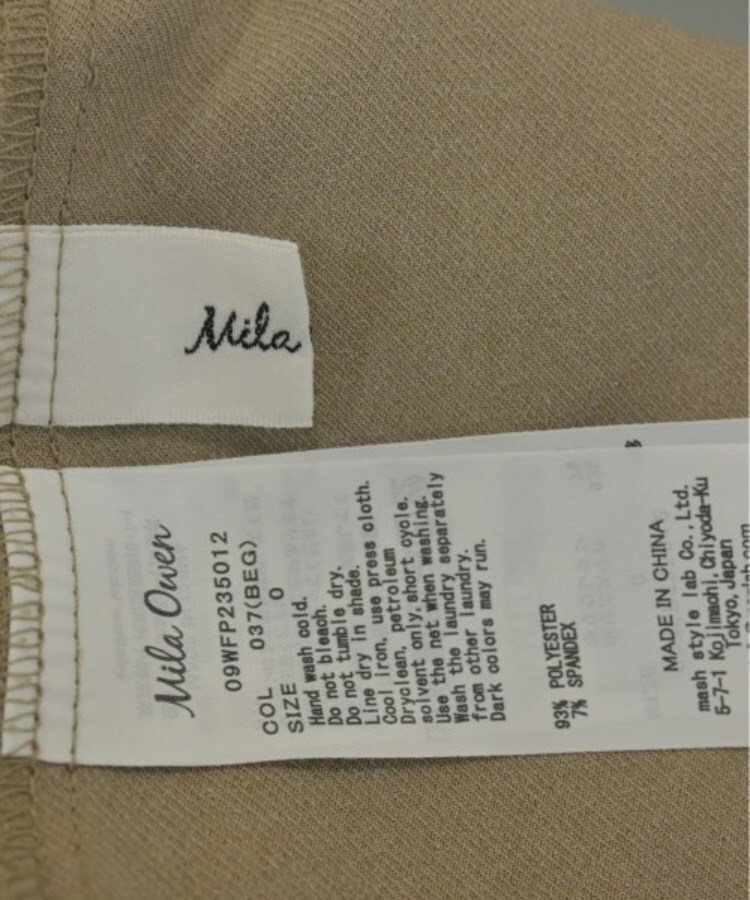 Mila
Mila Owen
09WFP235012
COL 037(BEG)
SIZE 0
Hand wash cold.
Do not bleach.
Do not tumble dry.
Line dry in shade.
Cool iron, use press cloth.
Dryclean, petroleum
solvent only, short cycle.
Use the net when washing.
Wash the laundry separately
from other laundry.
Dark colors may run.
93% POLYESTER
7% SPANDEX
MADE IN CHINA
mash style lab Co., Ltd.
5-7-1 Kojimachi, Chiyoda-Ku
Tokyo, Japan